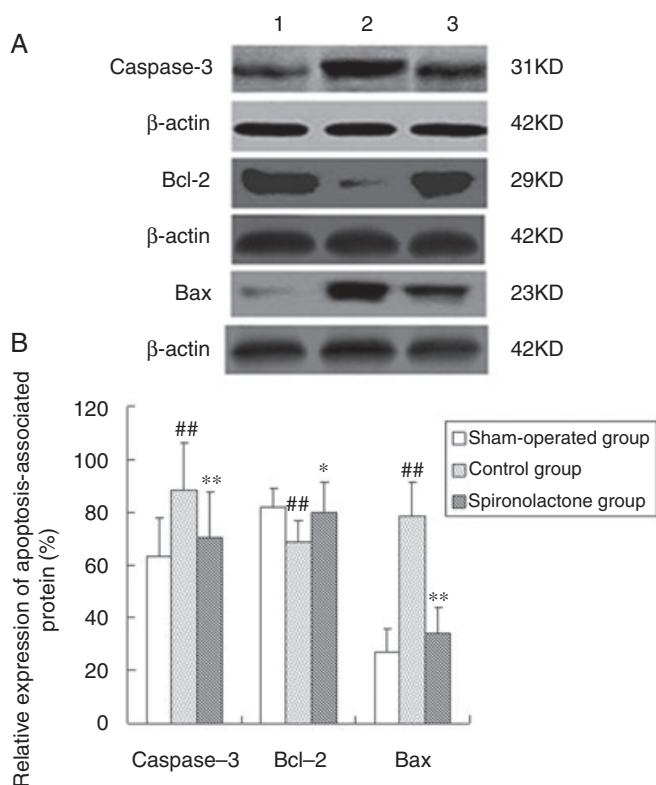 A
1 2 3
Caspase-3 31KD
β-actin 42KD
Bcl-2 29KD
β-actin 42KD
Bax 23KD
β-actin 42KD
B
Relative expression of apoptosis-associated
protein (%)
120
100
80
60
40
20
0
##
**
##
*
##
**
Sham-operated group
Control group
Spironolactone group
Caspase–3 Bcl–2 Bax